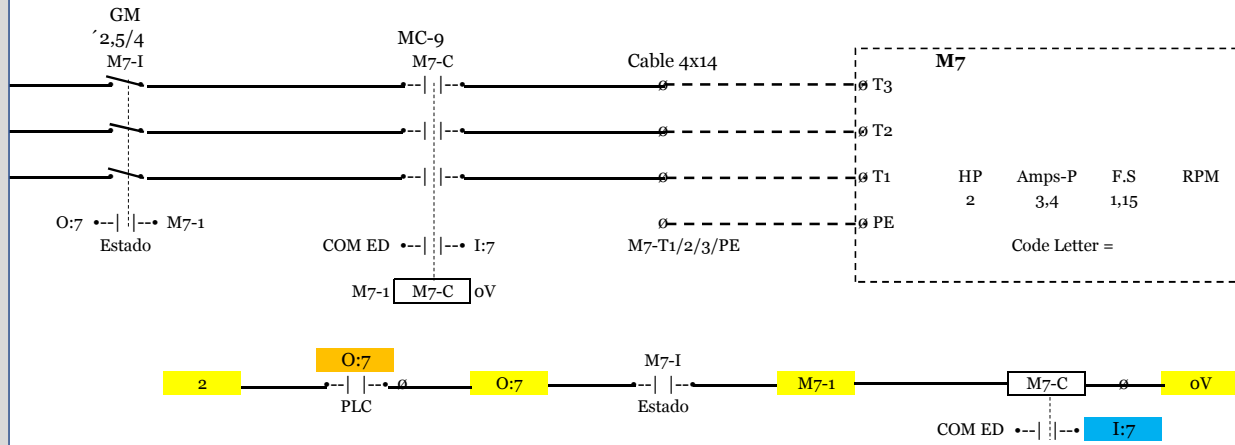 GM
´2,5/4
MC-9
M7-I
M7-C
Cable 4x14
M7
ø
ø T3
ø
ø T2
ø
ø T1
HP Amps-P F.S RPM
2 3,4 1,15
O:7 M7-1
ø
ø PE
Estado
COM ED I:7
M7-T1/2/3/PE
Code Letter =
M7-1 M7-C 0V
O:7
M7-I
2 ø O:7 M7-1 M7-C ø 0V
PLC
Estado
COM ED I:7